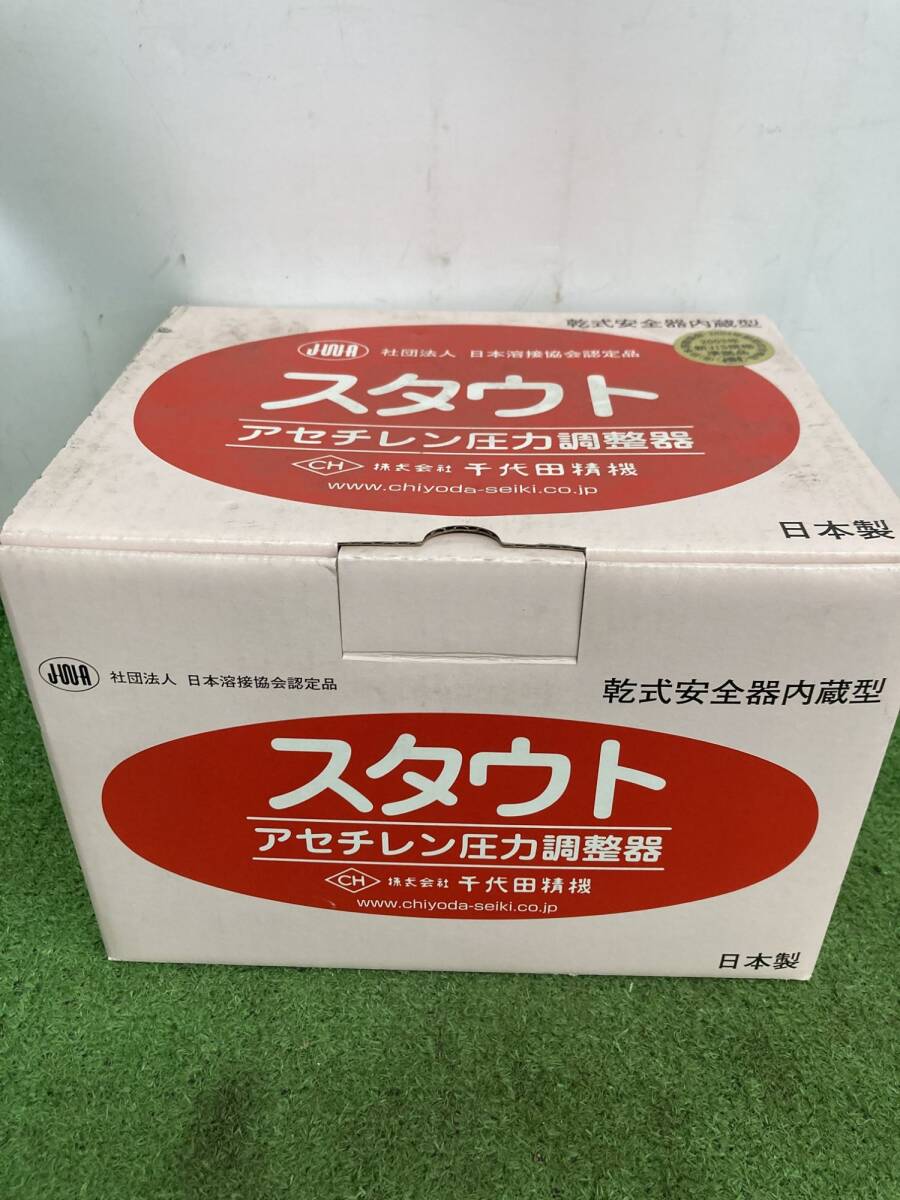 乾式安全器内蔵型
JWA 社団法人 日本溶接協会認定品
スタウト
アセチレン圧力調整器
CH 株式会社 千代田精機
www.chiyoda-seiki.co.jp
日本製
JWA 社団法人 日本溶接協会認定品
乾式安全器内蔵型
スタウト
アセチレン圧力調整器
CH 株式会社 千代田精機
www.chiyoda-seiki.co.jp
日本製